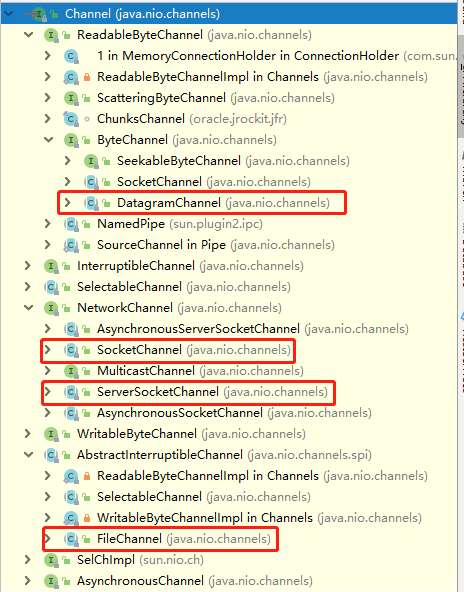 Channel (java.nio.channels)
ReadableByteChannel (java.nio.channels)
1 in MemoryConnectionHolder in ConnectionHolder (com.sun.
ReadableByteChannelImpl in Channels (java.nio.channels)
ScatteringByteChannel (java.nio.channels)
ChunksChannel (oracle.jrockit.jfr)
ByteChannel (java.nio.channels)
SeekableByteChannel (java.nio.channels)
SocketChannel (java.nio.channels)
DatagramChannel (java.nio.channels)
NamedPipe (sun.plugin2.ipc)
SourceChannel in Pipe (java.nio.channels)
InterruptibleChannel (java.nio.channels)
SelectableChannel (java.nio.channels)
NetworkChannel (java.nio.channels)
AsynchronousServerSocketChannel (java.nio.channels)
SocketChannel (java.nio.channels)
MulticastChannel (java.nio.channels)
ServerSocketChannel (java.nio.channels)
AsynchronousSocketChannel (java.nio.channels)
WritableByteChannel (java.nio.channels)
AbstractInterruptibleChannel (java.nio.channels.spi)
ReadableByteChannelImpl in Channels (java.nio.channels)
SelectableChannel (java.nio.channels)
WritableByteChannelImpl in Channels (java.nio.channels)
FileChannel (java.nio.channels)
SelChImpl (sun.nio.ch)
AsynchronousChannel (java.nio.channels)